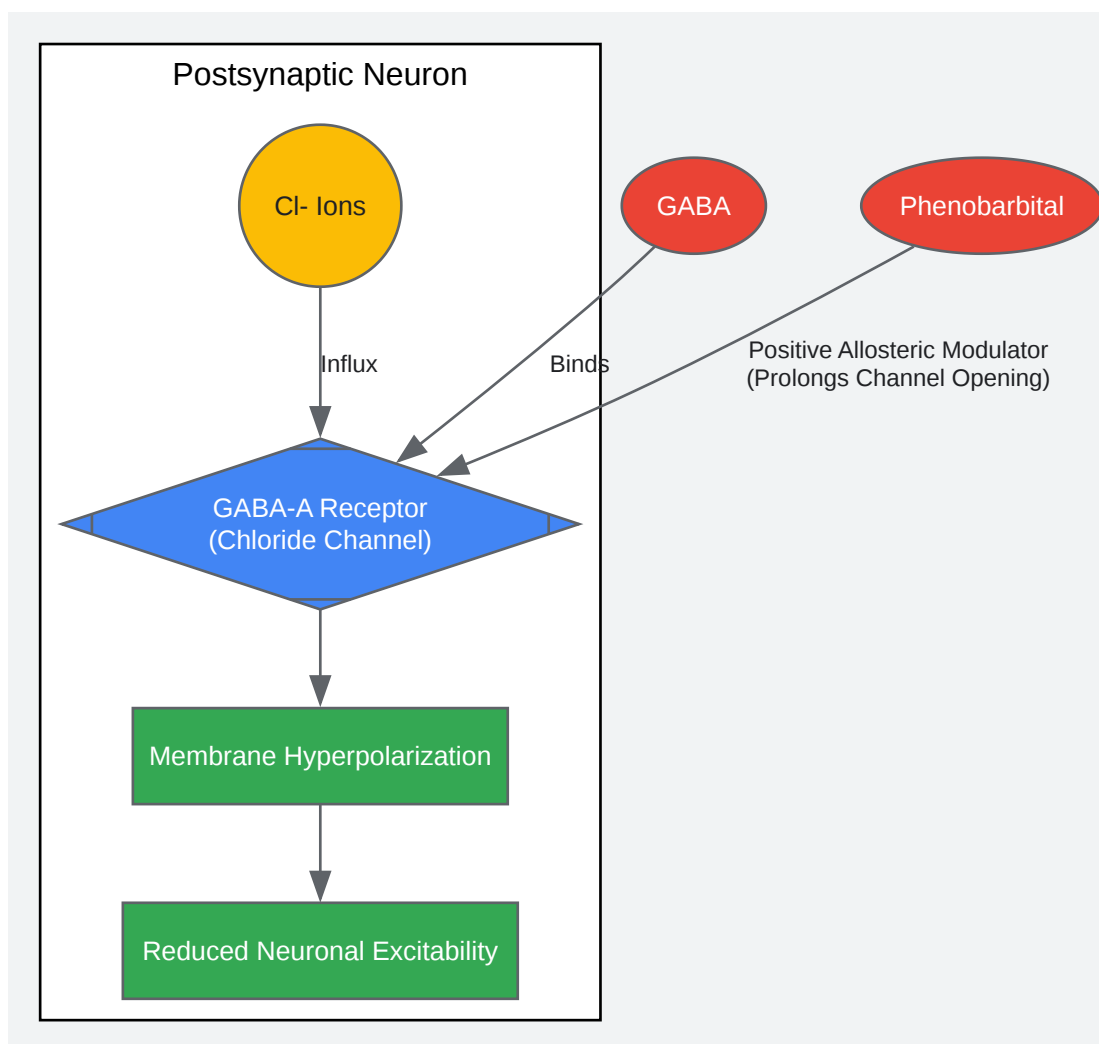 Postsynaptic Neuron
Cl- Ions
GABA
Phenobarbital
Influx
Binds
Positive Allosteric Modulator
(Prolongs Channel Opening)
GABA-A Receptor
(Chloride Channel)
Membrane Hyperpolarization
Reduced Neuronal Excitability